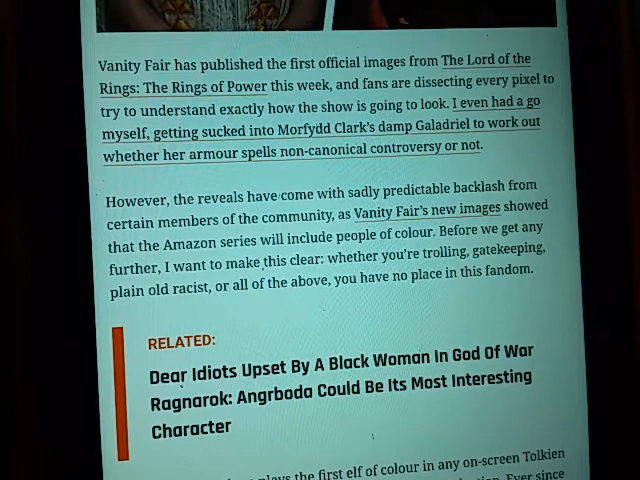 Vanity Fair has published the first official images from The Lord of the
Rings: The Rings of Power this week, and fans are dissecting every pixel to
try to understand exactly how the show is going to look. I even had a go
myself, getting sucked into Morfydd Clark's damp Galadriel to work out
whether her armour spells non-canonical controversy or not.
However, the reveals have come with sadly predictable backlash from
certain members of the community, as Vanity Fair's new images showed
that the Amazon series will include people of colour. Before we get any
further, I want to make this clear: whether you're trolling, gatekeeping,
plain old racist, or all of the above, you have no place in this fandom.
RELATED:
Dear Idiots Upset By A Black Woman In God Of War
Ragnarok: Angrboda Could Be Its Most Interesting
Character
plays the first elf of colour in any on-screen Tolkien
Ever since